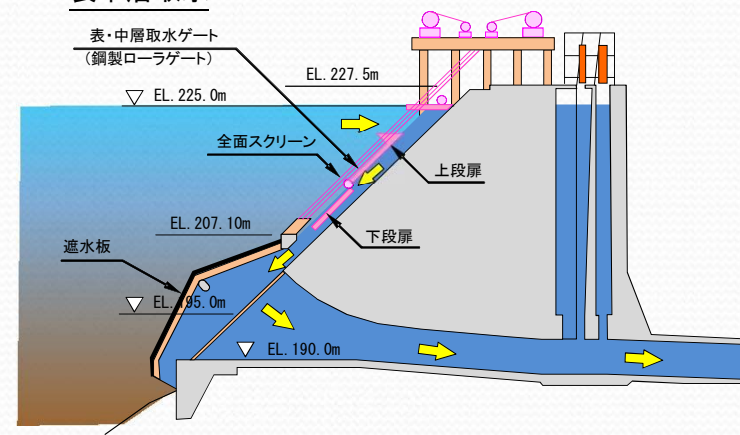 表・中層取水ゲート
(鋼製ローラゲート)
EL.227.5m
EL.225.0m
全面スクリーン
上段扉
EL.207.10m
下段扉
遮水板
EL.195.0m
EL.190.0m